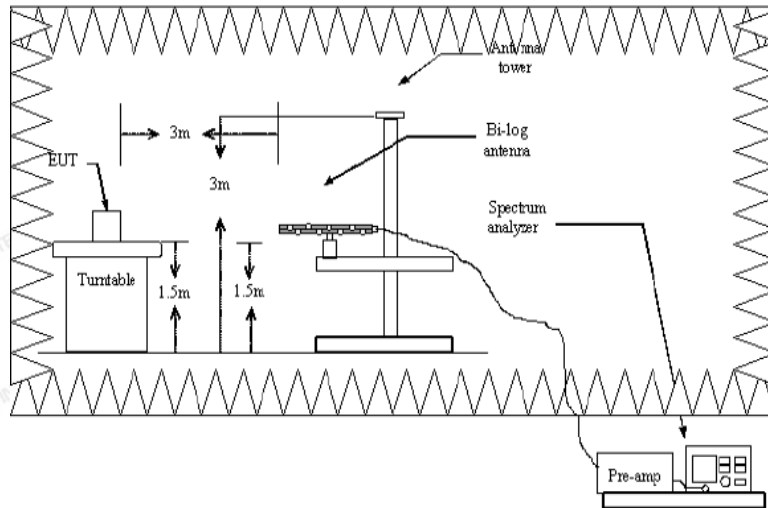 Antenna
tower
3m
Bi-log
antenna
EUT
3m
Spectrum
analyzer
Turntable
1.5m
1.5m
Pre-amp